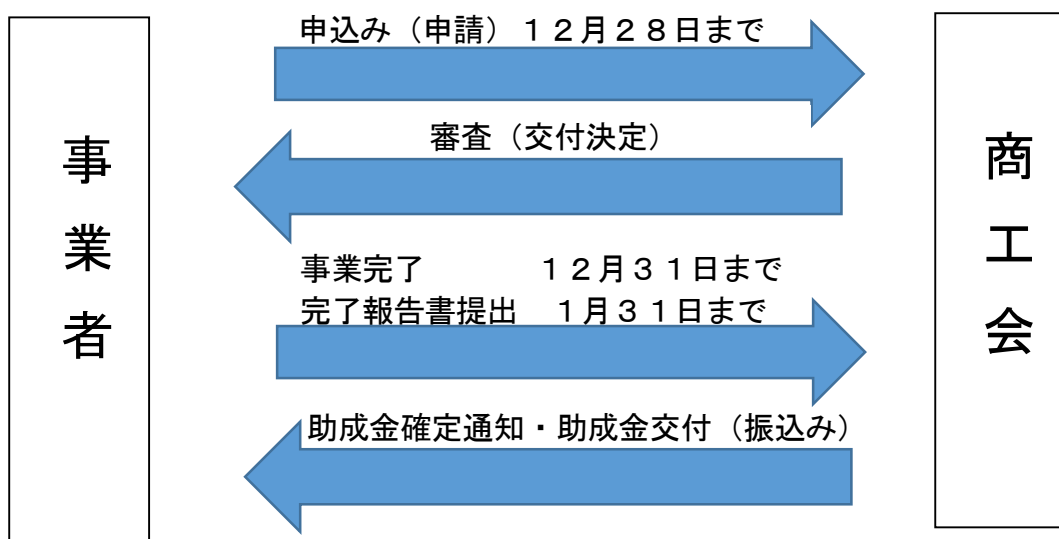 事業者
申込み（申請）１２月２８日まで
審査（交付決定）
事業完了　　　　１２月３１日まで
完了報告書提出　１月３１日まで
助成金確定通知・助成金交付（振込み）
商工会